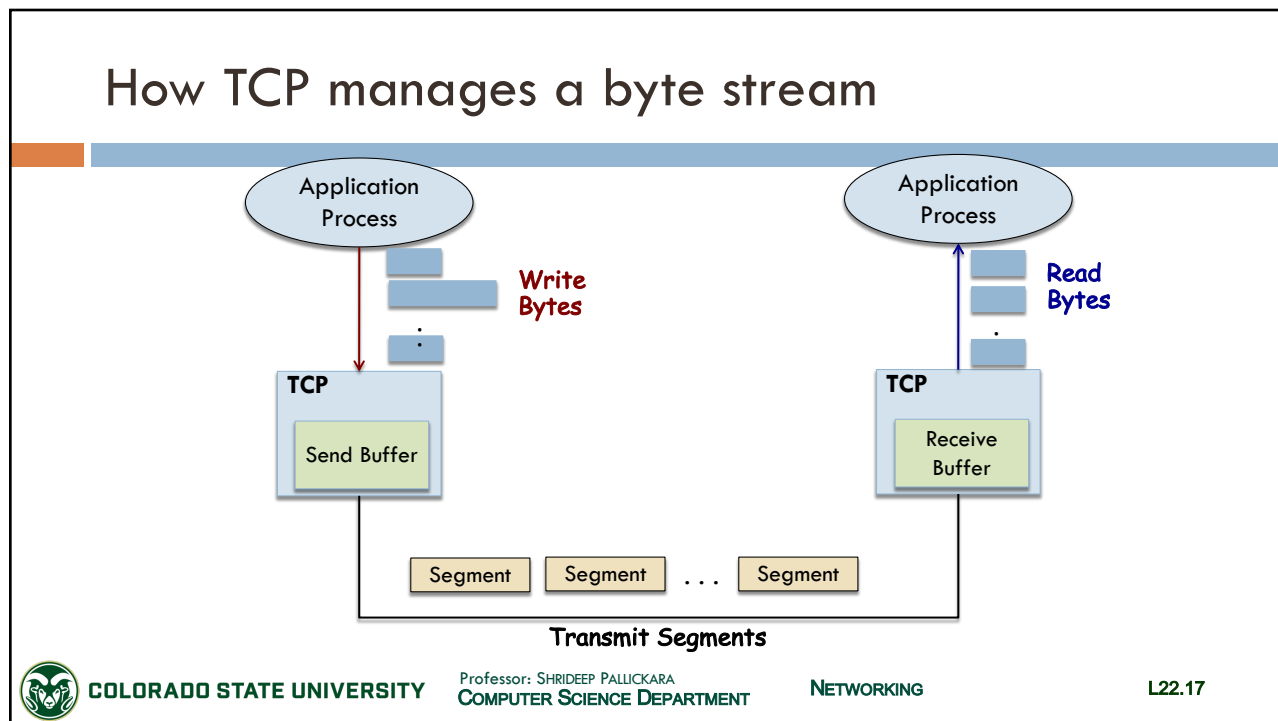 How TCP manages a byte stream
Application
Process
Application
Process
Write
Bytes
Read
Bytes
TCP
Send Buffer
TCP
Receive
Buffer
Segment
Segment
. . .
Segment
Transmit Segments
COLORADO STATE UNIVERSITY
Professor: SHRIDEEP PALLICKARA
COMPUTER SCIENCE DEPARTMENT
NETWORKING
L22.17